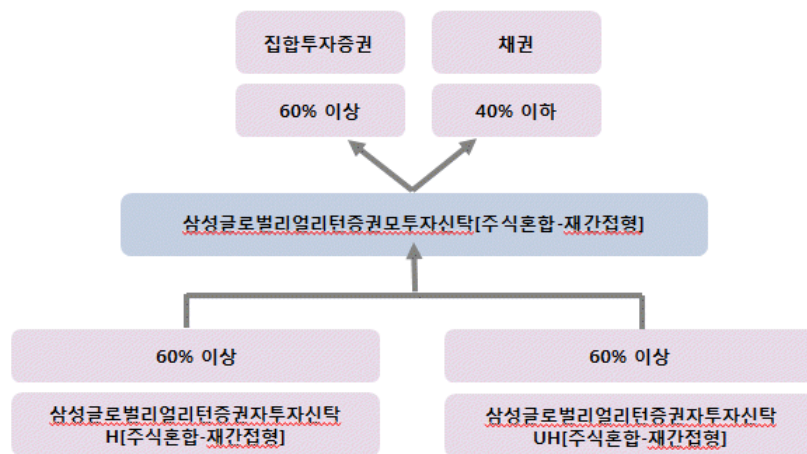 집합투자증권 채권
60% 이상 40% 이하
삼성글로벌리얼리턴증권모투자신탁[주식혼합-재간접형]
60% 이상 60% 이상
삼성글로벌리얼리턴증권자투자신탁
H[주식혼합-재간접형]
삼성글로벌리얼리턴증권자투자신탁
UH[주식혼합-재간접형]